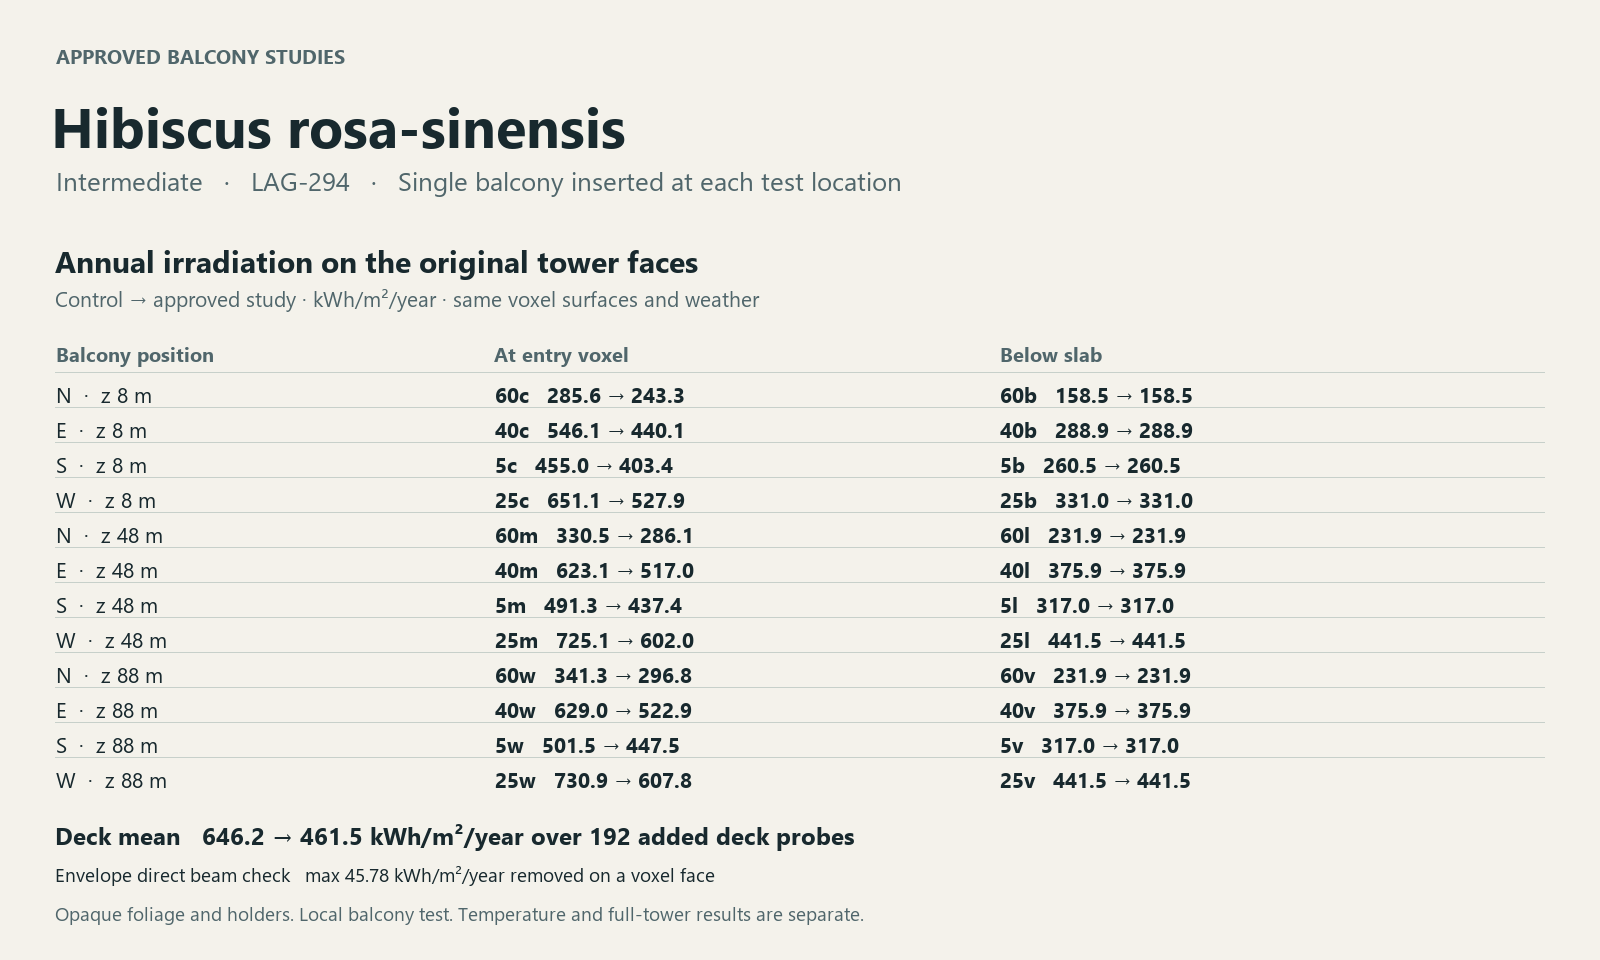 APPROVED BALCONY STUDIES
Hibiscus rosa-sinensis
Intermediate · LAG-294 · Single balcony inserted at each test location
Annual irradiation on the original tower faces
Control → approved study · kWh/m²/year · same voxel surfaces and weather
Balcony position At entry voxel Below slab
N · z 8 m 60c 285.6 → 243.3 60b 158.5 → 158.5
E · z 8 m 40c 546.1 → 440.1 40b 288.9 → 288.9
S · z 8 m 5c 455.0 → 403.4 5b 260.5 → 260.5
W · z 8 m 25c 651.1 → 527.9 25b 331.0 → 331.0
N · z 48 m 60m 330.5 → 286.1 60l 231.9 → 231.9
E · z 48 m 40m 623.1 → 517.0 40l 375.9 → 375.9
S · z 48 m 5m 491.3 → 437.4 5l 317.0 → 317.0
W · z 48 m 25m 725.1 → 602.0 25l 441.5 → 441.5
N · z 88 m 60w 341.3 → 296.8 60v 231.9 → 231.9
E · z 88 m 40w 629.0 → 522.9 40v 375.9 → 375.9
S · z 88 m 5w 501.5 → 447.5 5v 317.0 → 317.0
W · z 88 m 25w 730.9 → 607.8 25v 441.5 → 441.5
Deck mean 646.2 → 461.5 kWh/m²/year over 192 added deck probes
Envelope direct beam check max 45.78 kWh/m²/year removed on a voxel face
Opaque foliage and holders. Local balcony test. Temperature and full-tower results are separate.